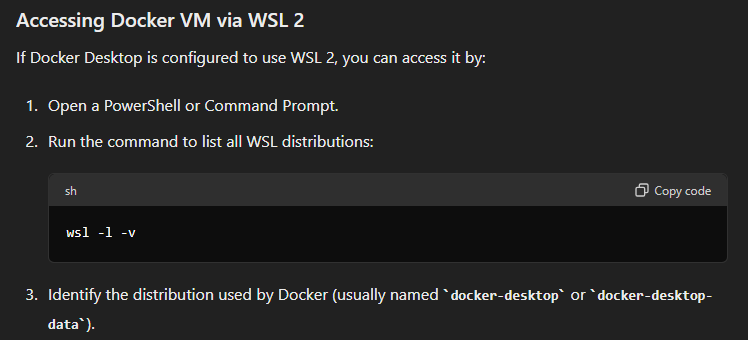 Accessing Docker VM via WSL 2
If Docker Desktop is configured to use WSL 2, you can access it by:
1. Open a PowerShell or Command Prompt.
2. Run the command to list all WSL distributions:
sh Copy code
wsl -l -v
3. Identify the distribution used by Docker (usually named `docker-desktop` or `docker-desktop-
data`).